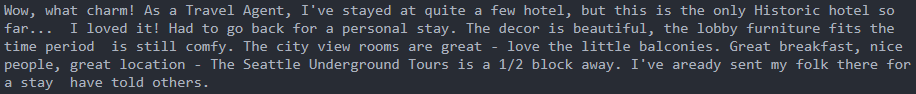 Wow, what charm! As a Travel Agent, I've stayed at quite a few hotel, but this is the only Historic hotel so
far...  I loved it! Had to go back for a personal stay. The decor is beautiful, the lobby furniture fits the
time period  is still comfy. The city view rooms are great - love the little balconies. Great breakfast, nice
people, great location - The Seattle Underground Tours is a 1/2 block away. I've aready sent my folk there for
a stay  have told others.